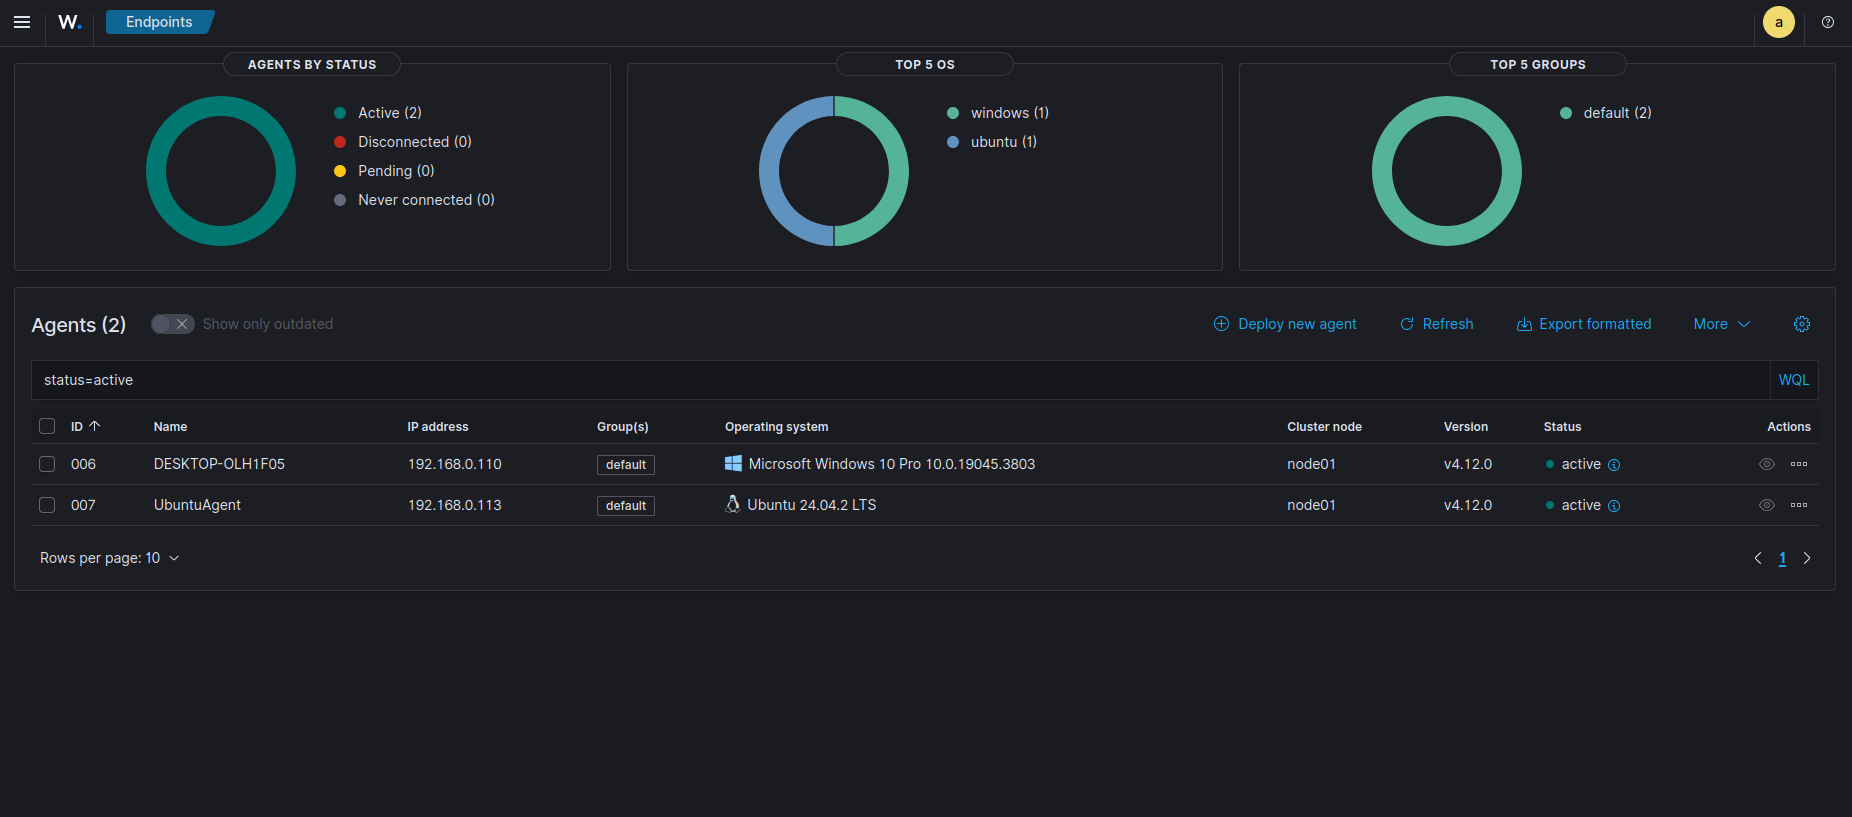 W. Endpoints a
AGENTS BY STATUS
Active (2)
Disconnected (0)
Pending (0)
Never connected (0)
TOP 5 OS
windows (1)
ubuntu (1)
TOP 5 GROUPS
default (2)
Agents (2) Show only outdated Deploy new agent Refresh Export formatted More
status=active WQL
ID Name IP address Group(s) Operating system Cluster node Version Status Actions
006 DESKTOP-OLH1F05 192.168.0.110 default Microsoft Windows 10 Pro 10.0.19045.3803 node01 v4.12.0 active
007 UbuntuAgent 192.168.0.113 default Ubuntu 24.04.2 LTS node01 v4.12.0 active
Rows per page: 10 1